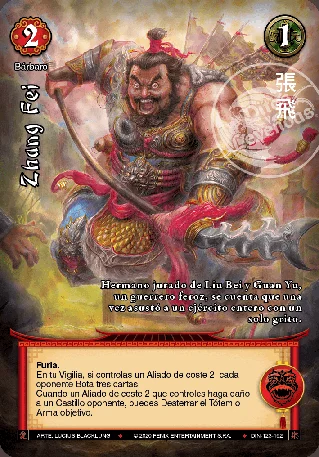 2
1
Bárbaro
Zhang Fei
張
飛
Hermano jurado de Liu Bei y Guan Yu,
un guerrero feroz, se cuenta que una
vez asustó a un ejército entero con un
solo grito.
Furia.
En tu Vigilia, si controlas un Aliado de coste 2, cada
oponente Bota tres cartas.
Cuando un Aliado de coste 2 que controles haga daño
a un Castillo oponente, puedes Desterrar el Tótem o
Arma objetivo.
ARTE: LUCIUS BLACKLUNG
© 2020 FENIX ENTERTAINMENT S.P.A.